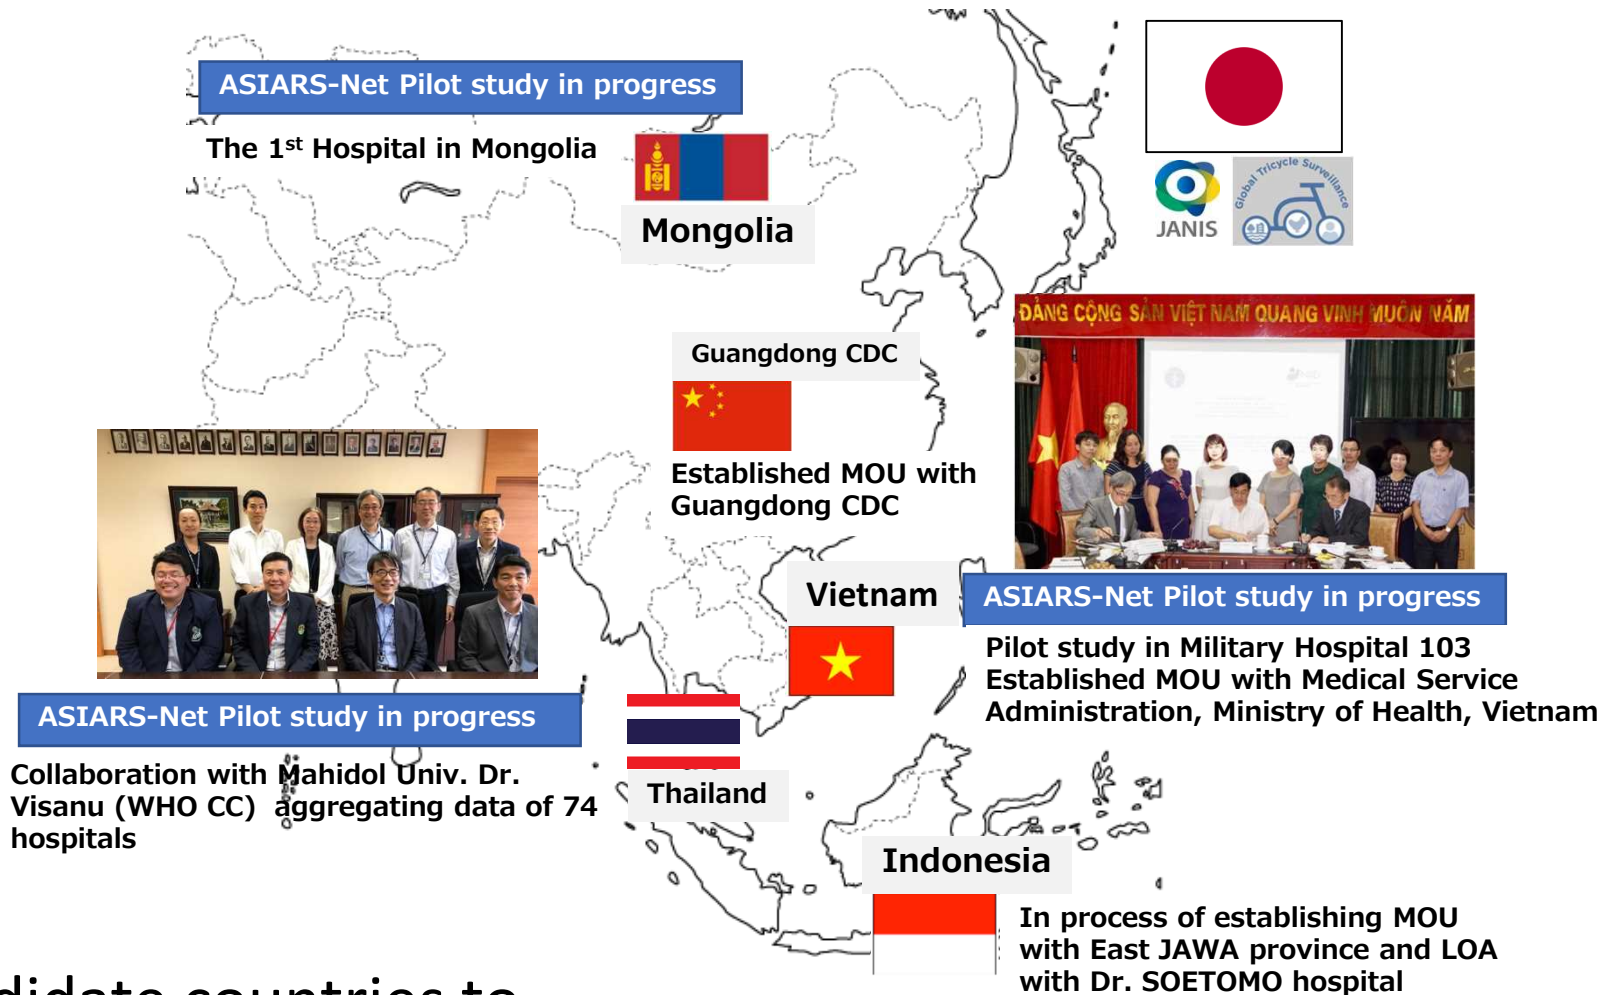 ASIARS-Net Pilot study in progress
The 1st Hospital in Mongolia
Mongolia
JANIS
Global Tricycle Surveillance
Guangdong CDC
Established MOU with
Guangdong CDC
ĐẢNG CỘNG SẢN VIỆT NAM QUANG VINH MUÔN NĂM
Vietnam
ASIARS-Net Pilot study in progress
Pilot study in Military Hospital 103
Established MOU with Medical Service
Administration, Ministry of Health, Vietnam
ASIARS-Net Pilot study in progress
Collaboration with Mahidol Univ. Dr.
Visanu (WHO CC) aggregating data of 74
hospitals
Thailand
Indonesia
In process of establishing MOU
with East JAWA province and LOA
with Dr. SOETOMO hospital
didate countries to